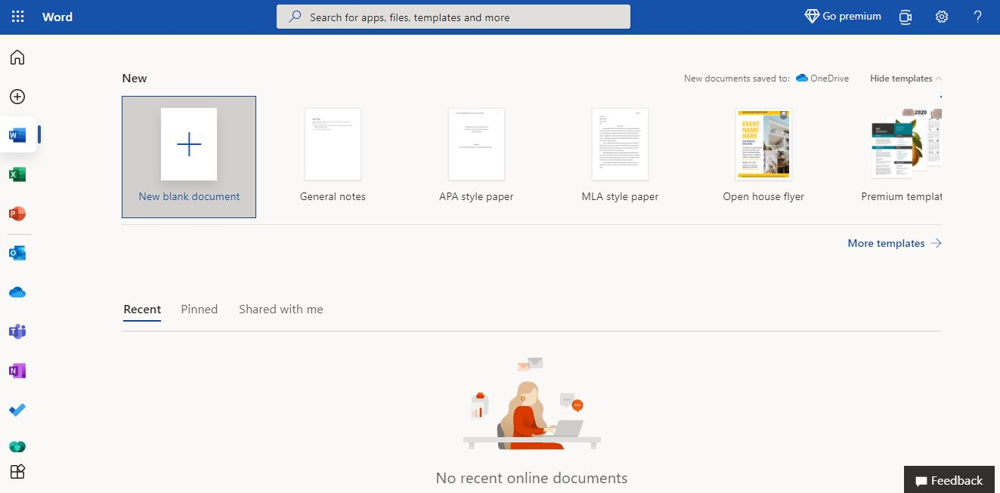 Word
Search for apps, files, templates and more
Go premium
?
New
New documents saved to: OneDrive
Hide templates
New blank document
General notes
APA style paper
MLA style paper
EVENT
NAME
HERE
Open house flyer
2020
Premium templat
More templates
W
X
P
O
T
N
Recent
Pinned
Shared with me
No recent online documents
Feedback